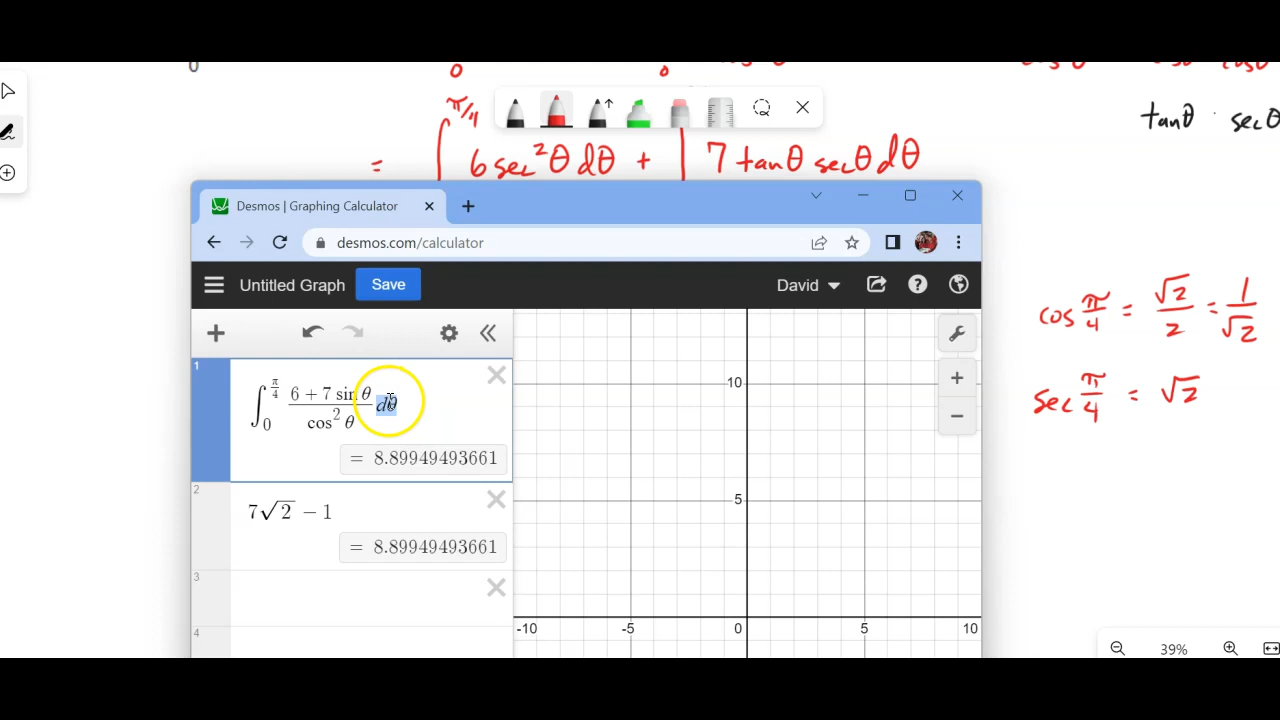 0
0
0
π/4
tanθ · secθ
= ∫ 6 sec²θ dθ + ∫ 7 tanθ secθ dθ
Desmos | Graphing Calculator
desmos.com/calculator
Untitled Graph Save David
1
∫₀^(π/4) (6 + 7 sin θ)/(cos² θ) dθ
= 8.89949493661
2
7√2 − 1
= 8.89949493661
3
4
10
5
-10 -5 0 5 10
cos π/4 = √2/2 = 1/√2
sec π/4 = √2
39%